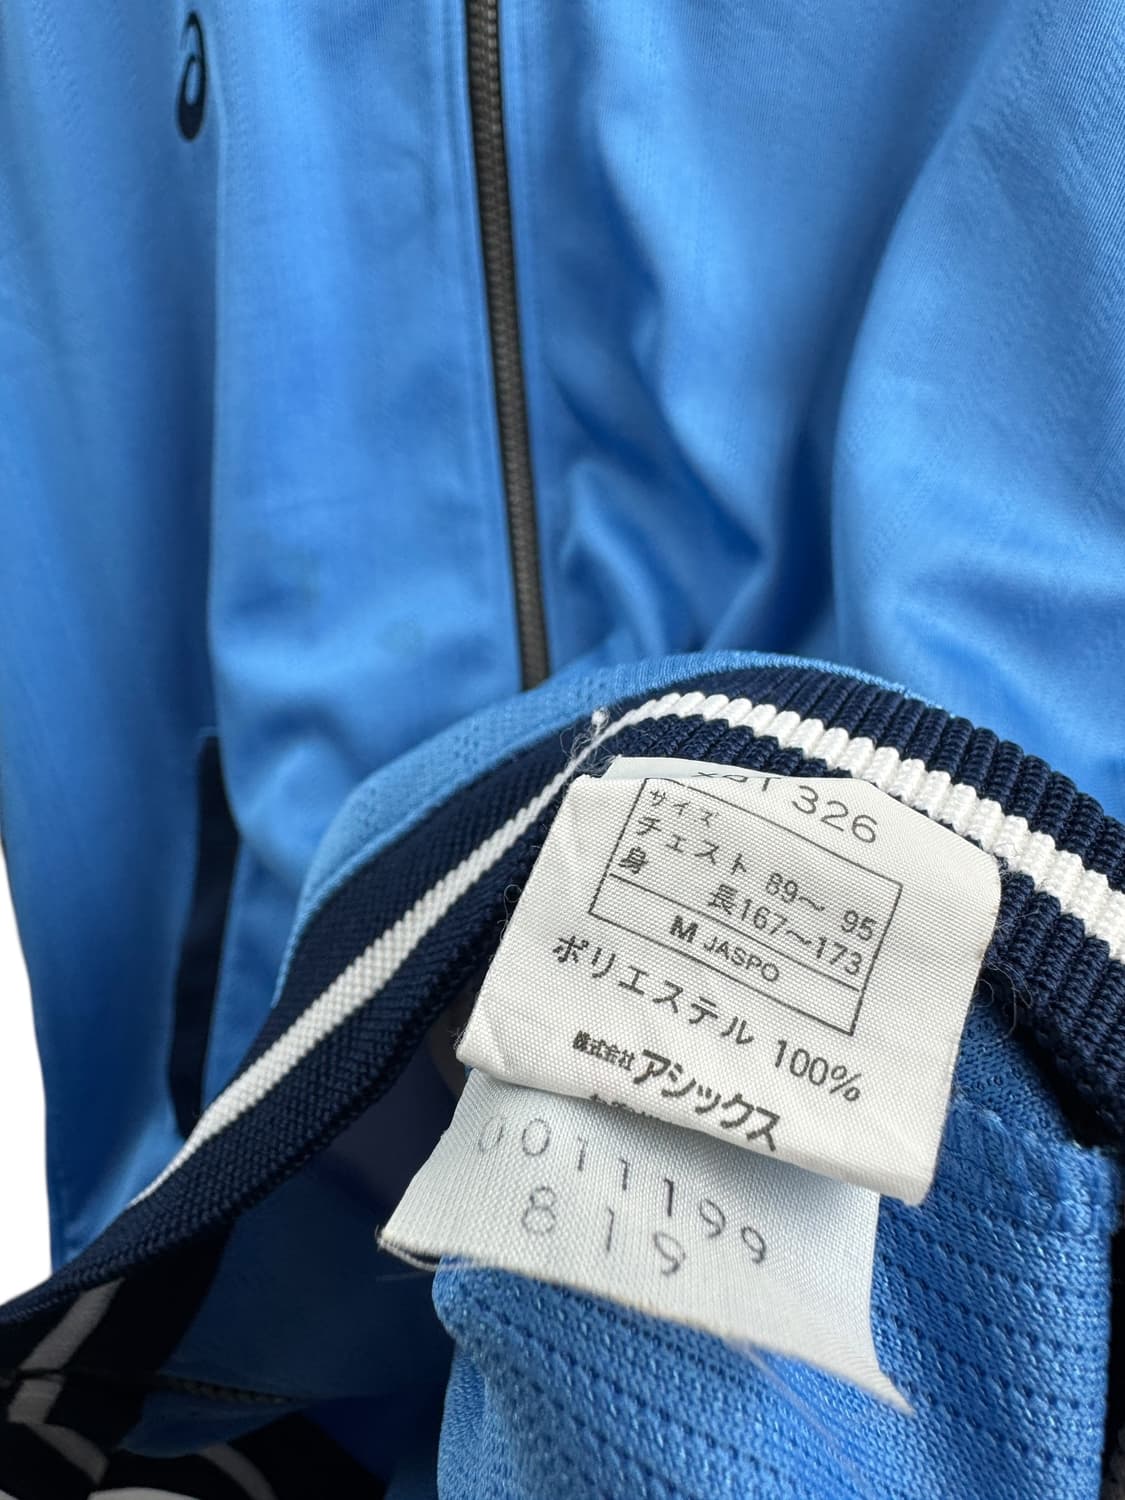 326
サイズ
チェスト 89〜 95
身 長167〜173
M JASPO
ポリエステル 100%
株式会社アシックス
0011199
819